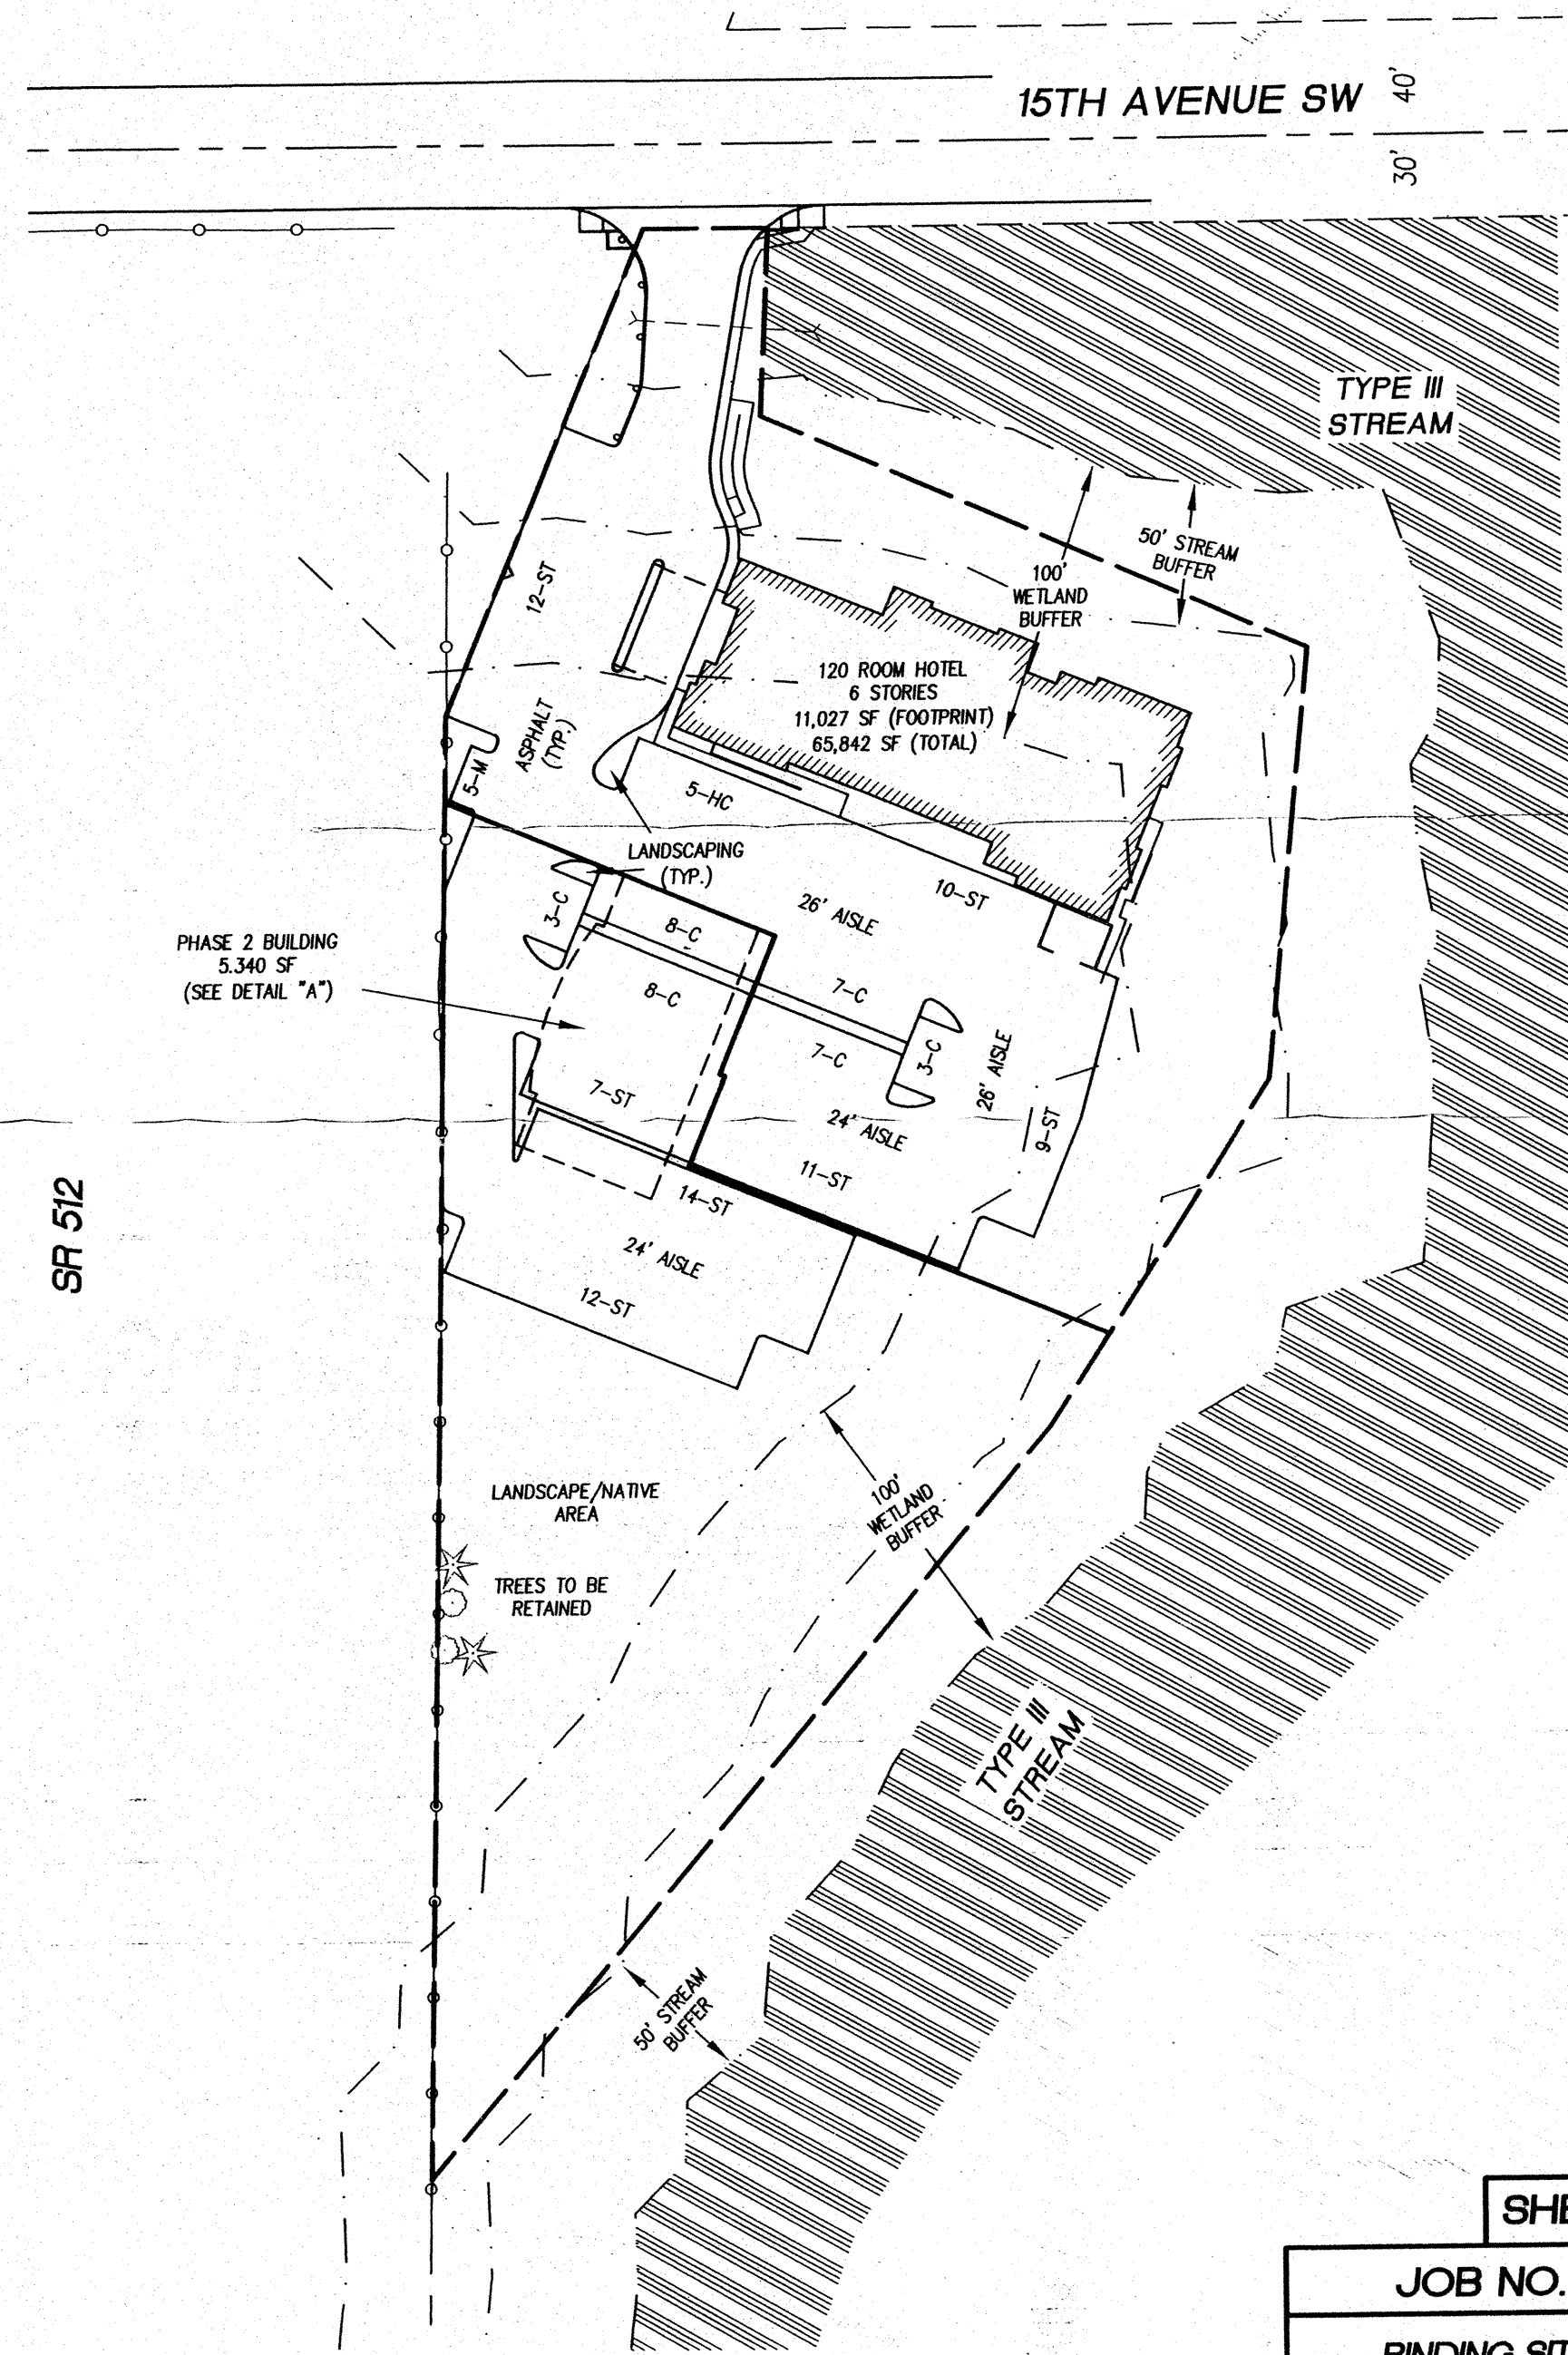 15TH AVENUE SW
40'
30'
TYPE III
STREAM
50' STREAM
BUFFER
100'
WETLAND
BUFFER
12-ST
120 ROOM HOTEL
6 STORIES
11,027 SF (FOOTPRINT)
65,842 SF (TOTAL)
ASPHALT
(TYP.)
5-M
5-HC
LANDSCAPING
(TYP.)
10-ST
26' AISLE
3-C
8-C
PHASE 2 BUILDING
5.340 SF
(SEE DETAIL "A")
8-C
7-C
7-C
3-C
26' AISLE
7-ST
24' AISLE
9-ST
11-ST
14-ST
SR 512
24' AISLE
12-ST
LANDSCAPE/NATIVE
AREA
100'
WETLAND
BUFFER
TREES TO BE
RETAINED
TYPE III
STREAM
50' STREAM
BUFFER
JOB NO.